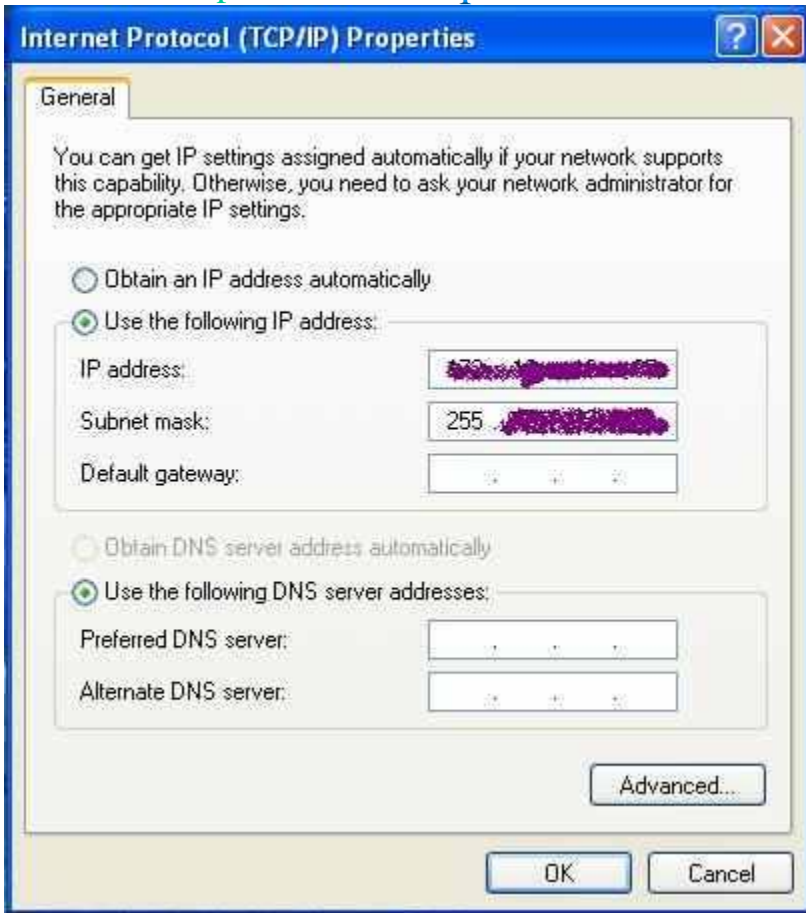 Internet Protocol (TCP/IP) Properties
General
You can get IP settings assigned automatically if your network supports
this capability. Otherwise, you need to ask your network administrator for
the appropriate IP settings.
Obtain an IP address automatically
Use the following IP address:
IP address:
Subnet mask: 255
Default gateway:
Obtain DNS server address automatically
Use the following DNS server addresses:
Preferred DNS server:
Alternate DNS server:
Advanced...
OK Cancel